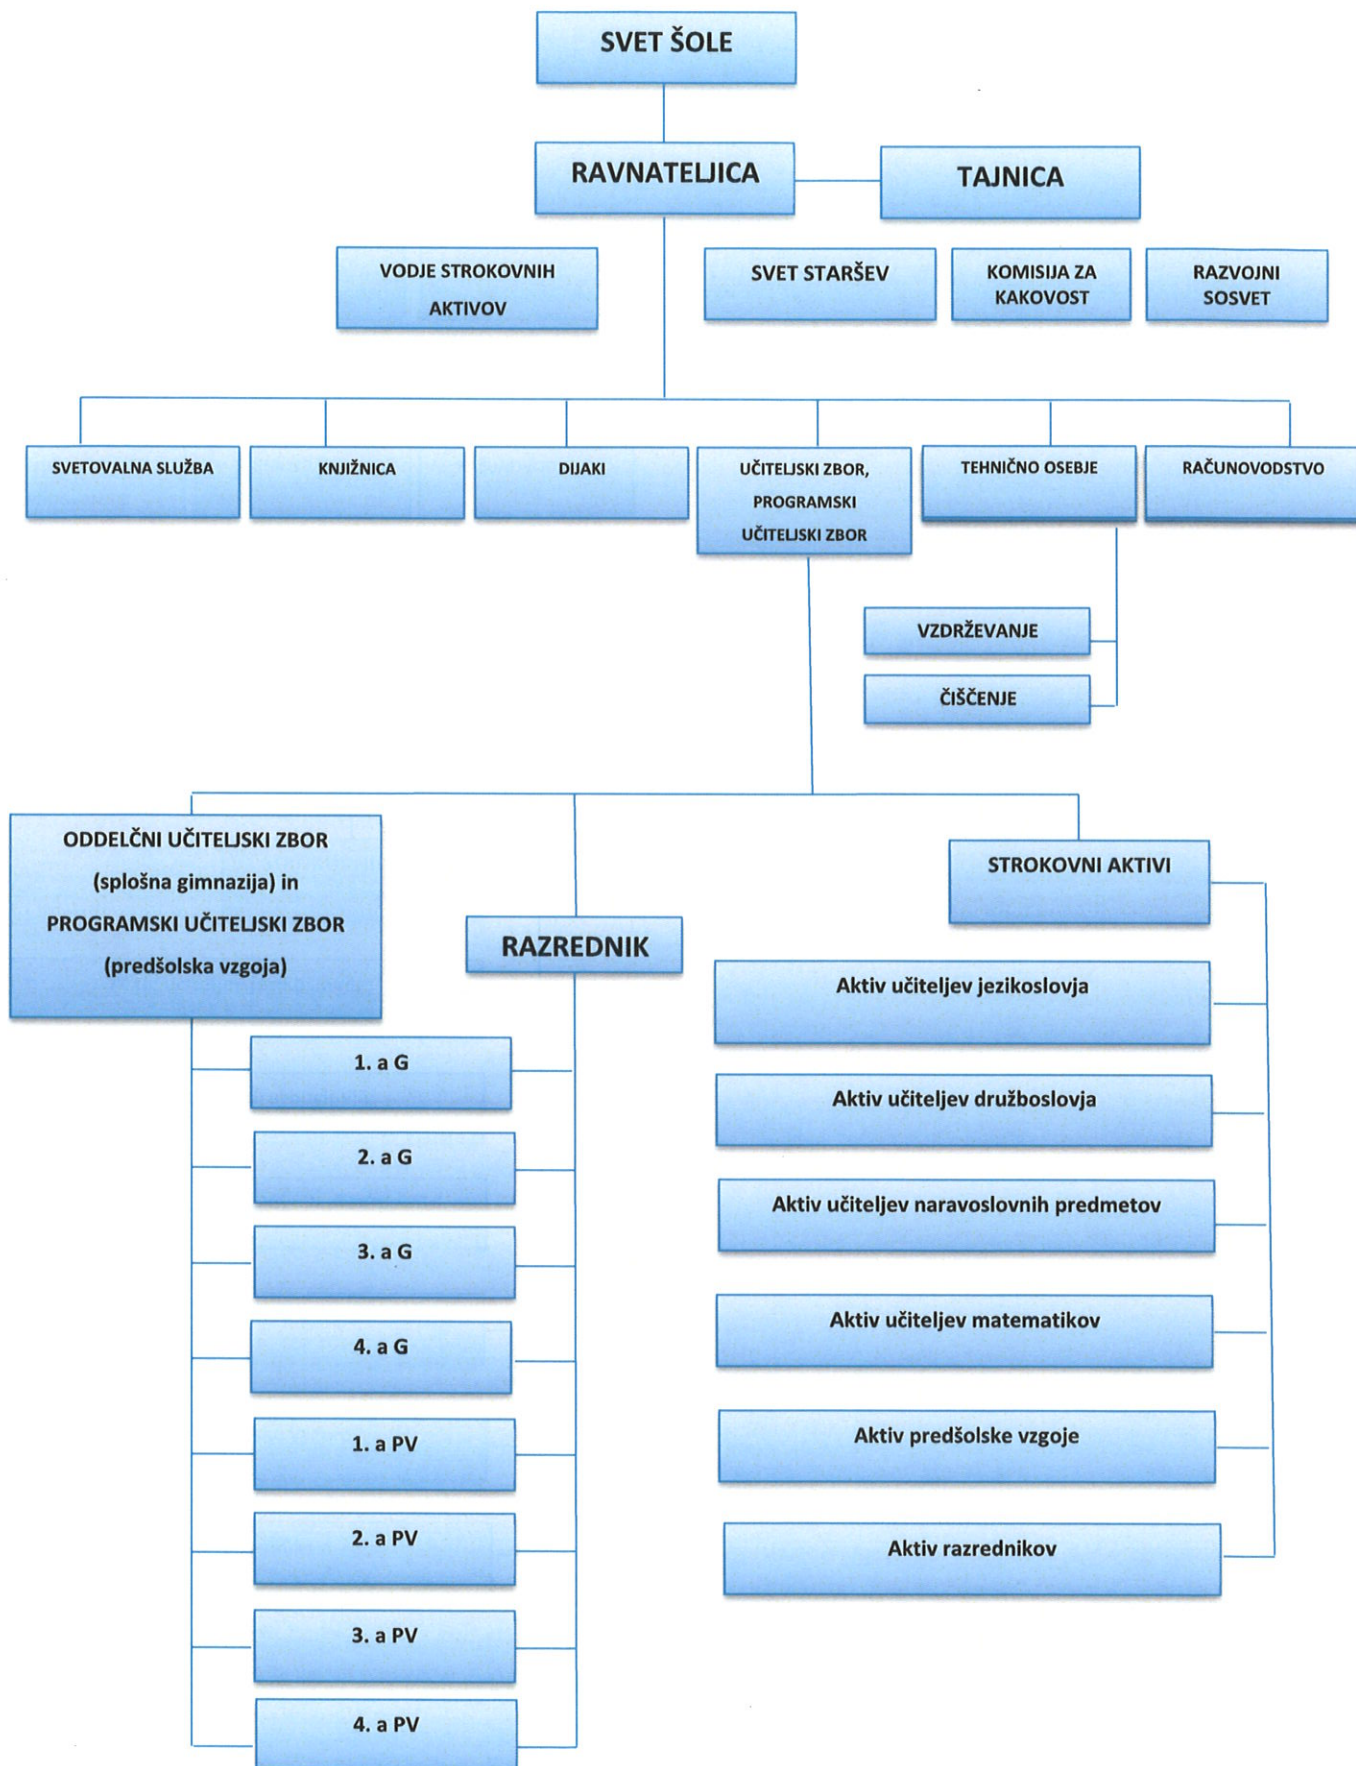 SVET ŠOLE
RAVNATELJICA
TAJNICA
VODJE STROKOVNIH
AKTIVOV
SVET STARŠEV
KOMISIJA ZA
KAKOVOST
RAZVOJNI
SOSVET
SVETOVALNA SLUŽBA
KNJIŽNICA
DIJAKI
UČITELJSKI ZBOR,
PROGRAMSKI
UČITELJSKI ZBOR
TEHNIČNO OSEBJE
RAČUNOVODSTVO
VZDRŽEVANJE
ČIŠČENJE
ODDELČNI UČITELJSKI ZBOR
(splošna gimnazija) in
PROGRAMSKI UČITELJSKI ZBOR
(predšolska vzgoja)
RAZREDNIK
STROKOVNI AKTIVI
1. a G
2. a G
3. a G
4. a G
1. a PV
2. a PV
3. a PV
4. a PV
Aktiv učiteljev jezikoslovja
Aktiv učiteljev družboslovja
Aktiv učiteljev naravoslovnih predmetov
Aktiv učiteljev matematikov
Aktiv predšolske vzgoje
Aktiv razrednikov